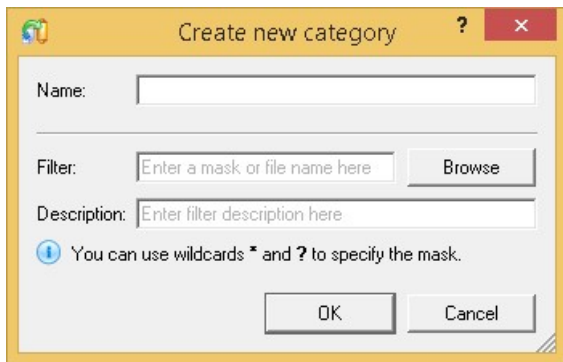 Create new category ? ×
Name:
Filter: Enter a mask or file name here Browse
Description: Enter filter description here
You can use wildcards * and ? to specify the mask.
OK Cancel